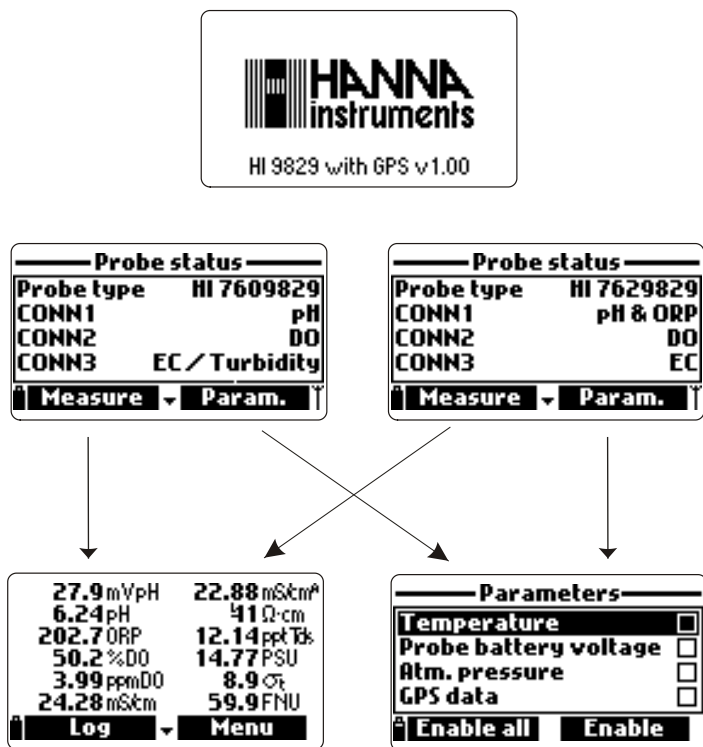 HANNA
instruments
HI 9829 with GPS v1.00
Probe status
Probe type HI 7609829
CONN1 pH
CONN2 DO
CONN3 EC/Turbidity
Measure Param.
Probe status
Probe type HI 7629829
CONN1 pH & ORP
CONN2 DO
CONN3 EC
Measure Param.
27.9 mVpH 22.88 mS/cmᴬ
6.24 pH 41 Ω·cm
202.7 ORP 12.14 ppt Tds
50.2 %DO 14.77 PSU
3.99 ppmDO 8.9 σt
24.28 mS/cm 59.9 FNU
Log Menu
Parameters
Temperature
Probe battery voltage
Atm. pressure
GPS data
Enable all Enable